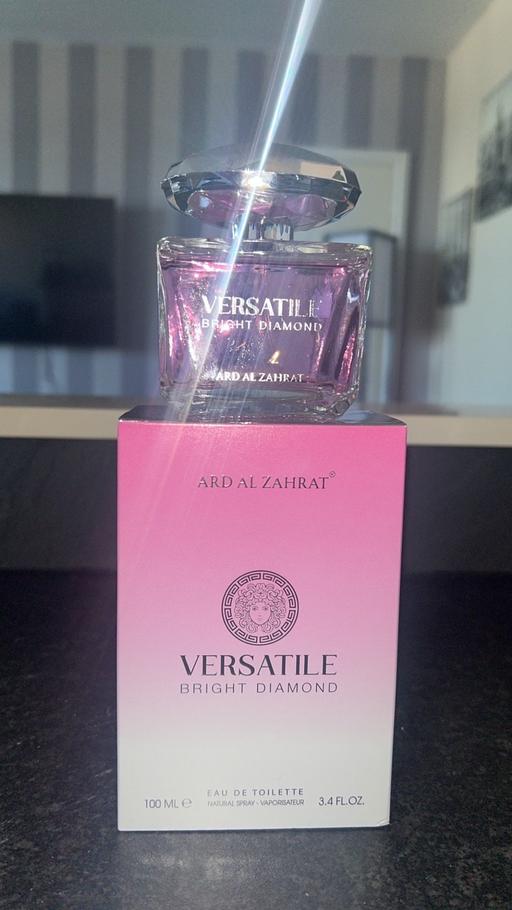 VERSATILE
BRIGHT DIAMOND
ARD AL ZAHRAT
ARD AL ZAHRAT®
VERSATILE
BRIGHT DIAMOND
EAU DE TOILETTE
100 ML ℮ NATURAL SPRAY - VAPORISATEUR 3.4 FL.OZ.